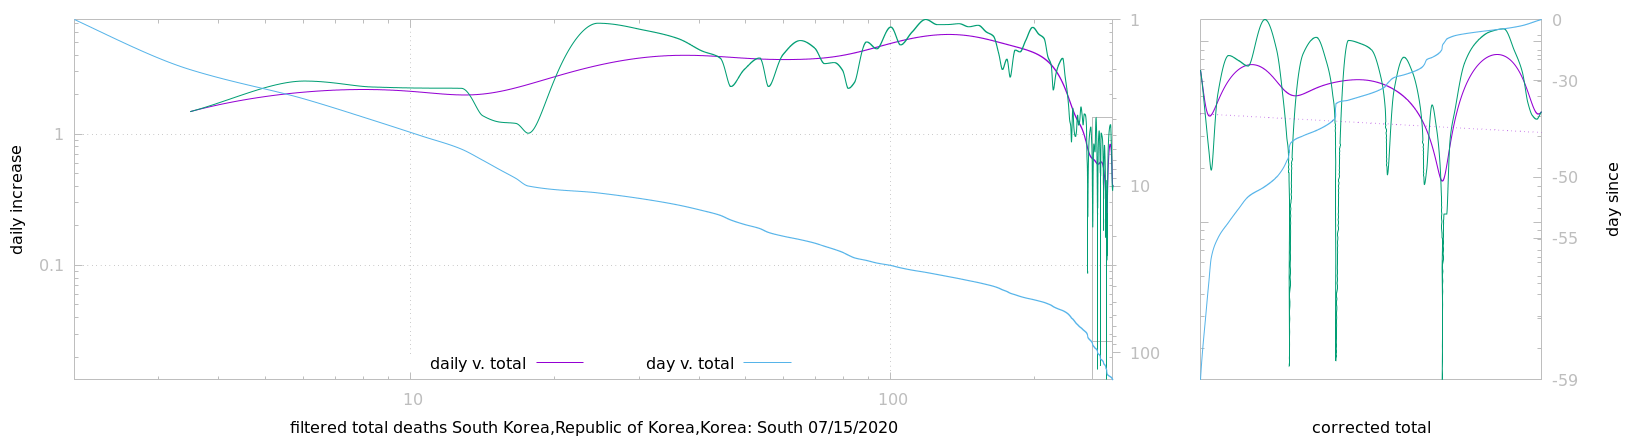 daily increase
1
0.1
10
100
1
10
100
daily v. total
day v. total
filtered total deaths South Korea,Republic of Korea,Korea: South 07/15/2020
0
-30
-50
-55
-59
day since
corrected total